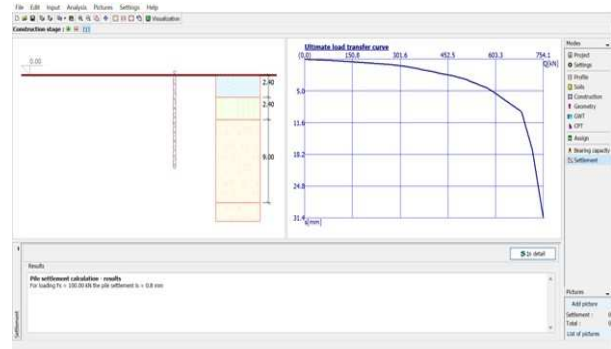 File Edit Input Analysis Pictures Settings Help
Visualization
Construction stage :
0.00
2.40
2.40
9.00
Ultimate load transfer curve
(0,0) 150.8 301.6 452.5 603.3 754.1
Q[kN]
5.0
11.6
18.2
24.8
31.4
s[mm]
Modes
Project
Settings
Profile
Soils
Construction
Geometry
GWT
CPT
Assign
Bearing capacity
Settlement
In detail
Results
Pile settlement calculation - results
For loading Fx = 100.00 kN the pile settlement is = 0.8 mm
Settlement
Pictures
Add picture
Settlement :
Total :
List of pictures